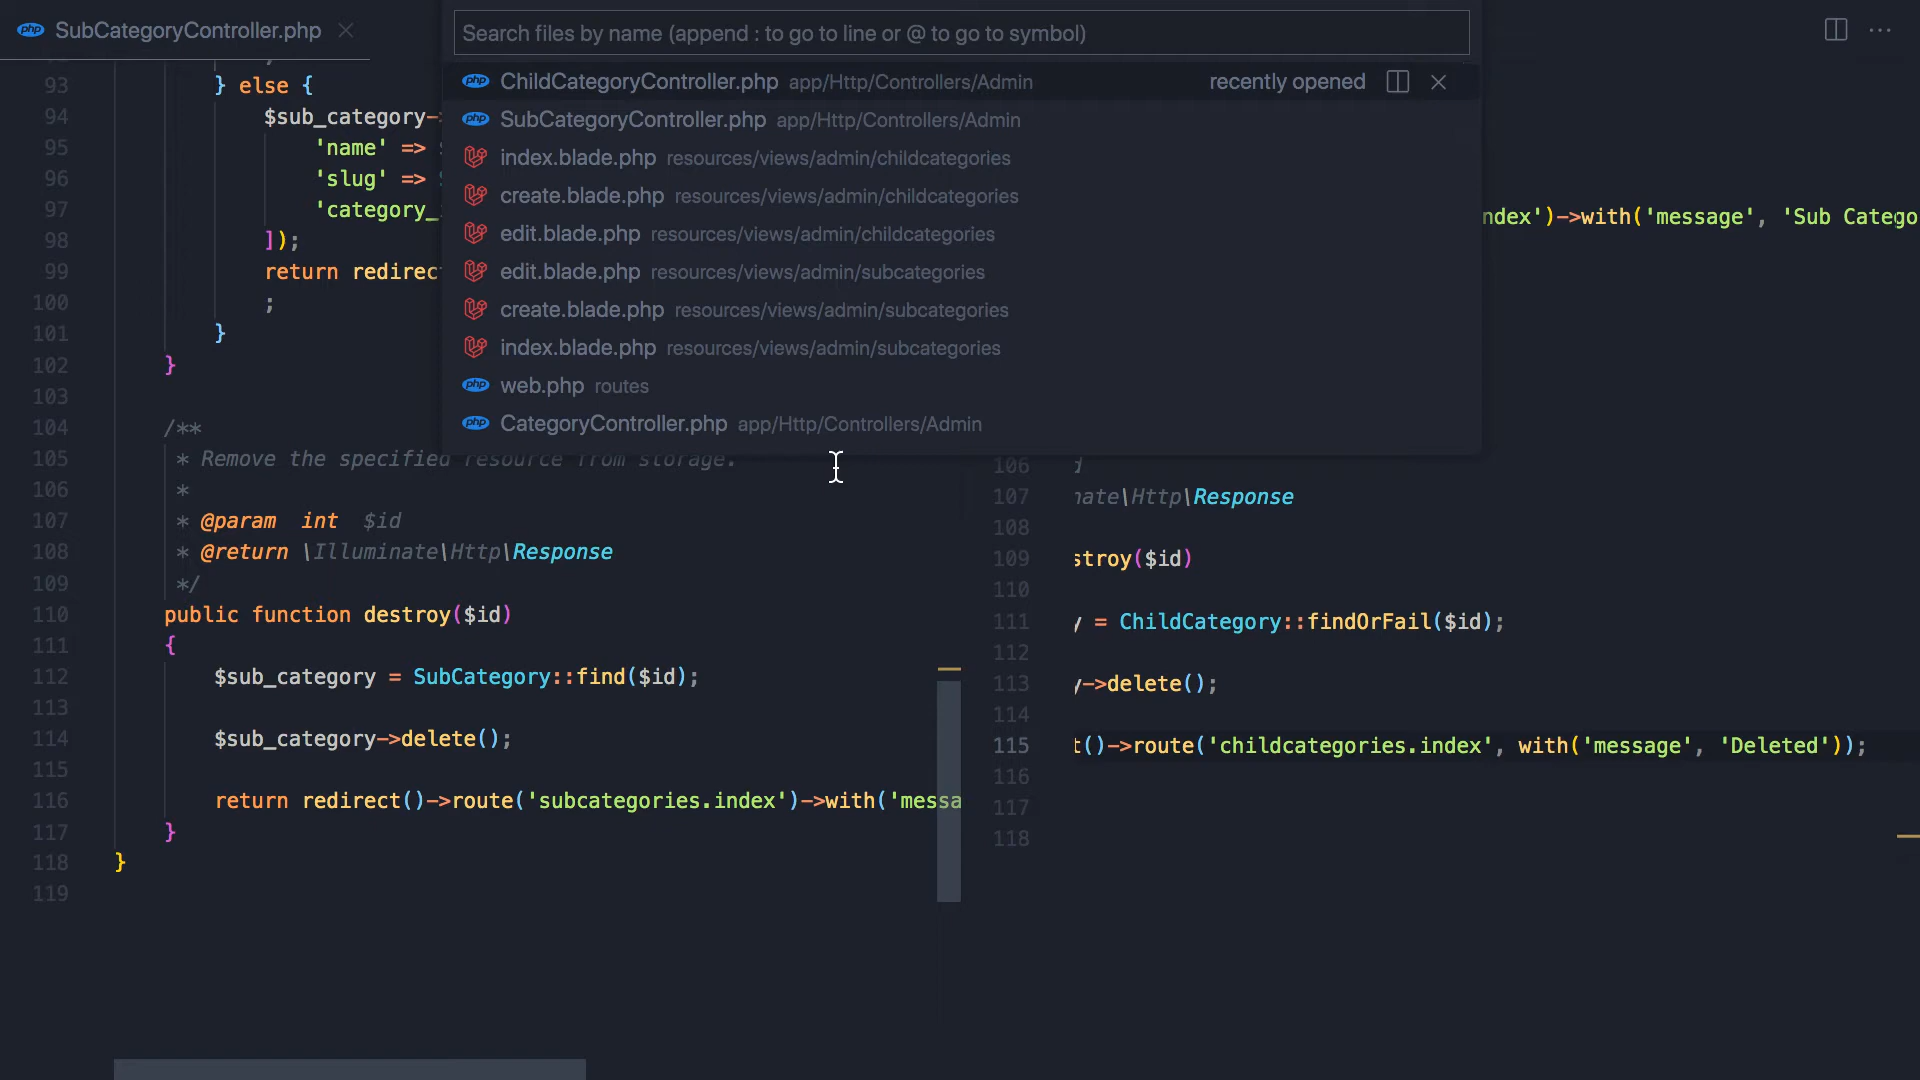 php SubCategoryController.php
Search files by name (append : to go to line or @ to go to symbol)
php ChildCategoryController.php app/Http/Controllers/Admin recently opened
php SubCategoryController.php app/Http/Controllers/Admin
index.blade.php resources/views/admin/childcategories
create.blade.php resources/views/admin/childcategories
edit.blade.php resources/views/admin/childcategories
edit.blade.php resources/views/admin/subcategories
create.blade.php resources/views/admin/subcategories
index.blade.php resources/views/admin/subcategories
php web.php routes
php CategoryController.php app/Http/Controllers/Admin
93 } else {
94 $sub_category-
95 'name' =>
96 'slug' =>
97 'category_
98 ]);
99 return redirec
100 ;
101 }
102 }
103
104 /**
105 * Remove the specified resource from storage.
106 *
107 * @param int $id
108 * @return \Illuminate\Http\Response
109 */
110 public function destroy($id)
111 {
112 $sub_category = SubCategory::find($id);
113
114 $sub_category->delete();
115
116 return redirect()->route('subcategories.index')->with('messa
117 }
118 }
119
ndex')->with('message', 'Sub Catego
106
107 nate\Http\Response
108
109 stroy($id)
110
111 y = ChildCategory::findOrFail($id);
112
113 y->delete();
114
115 t()->route('childcategories.index', with('message', 'Deleted'));
116
117
118